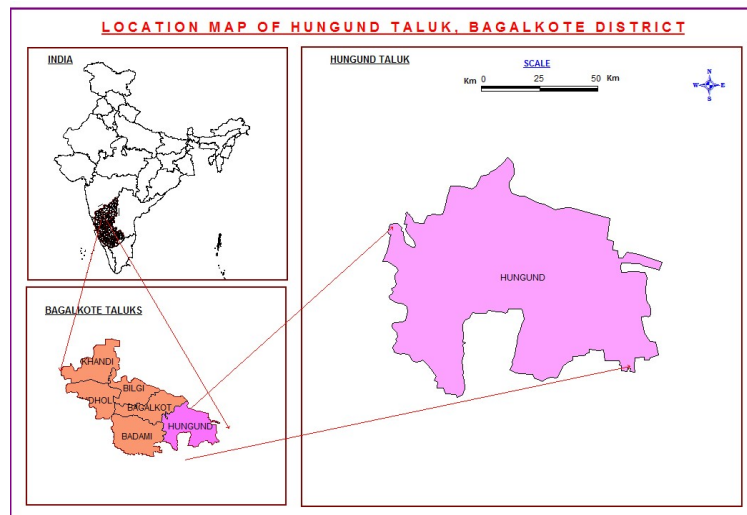 LOCATION MAP OF HUNGUND TALUK, BAGALKOTE DISTRICT
INDIA
HUNGUND TALUK
SCALE
Km 0 25 50 Km
N
W E
S
HUNGUND
BAGALKOTE TALUKS
KHANDI
BILGI
DHOL
BAGALKOT
HUNGUND
BADAMI